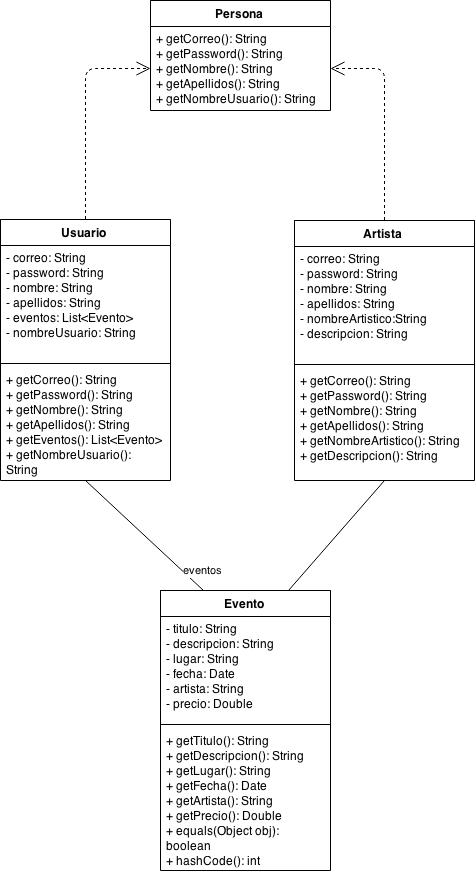 Persona
+ getCorreo(): String
+ getPassword(): String
+ getNombre(): String
+ getApellidos(): String
+ getNombreUsuario(): String
Usuario
- correo: String
- password: String
- nombre: String
- apellidos: String
- eventos: List<Evento>
- nombreUsuario: String
+ getCorreo(): String
+ getPassword(): String
+ getNombre(): String
+ getApellidos(): String
+ getEventos(): List<Evento>
+ getNombreUsuario():
String
Artista
- correo: String
- password: String
- nombre: String
- apellidos: String
- nombreArtistico:String
- descripcion: String
+ getCorreo(): String
+ getPassword(): String
+ getNombre(): String
+ getApellidos(): String
+ getNombreArtistico(): String
+ getDescripcion(): String
eventos
Evento
- titulo: String
- descripcion: String
- lugar: String
- fecha: Date
- artista: String
- precio: Double
+ getTitulo(): String
+ getDescripcion(): String
+ getLugar(): String
+ getFecha(): Date
+ getArtista(): String
+ getPrecio(): Double
+ equals(Object obj):
boolean
+ hashCode(): int